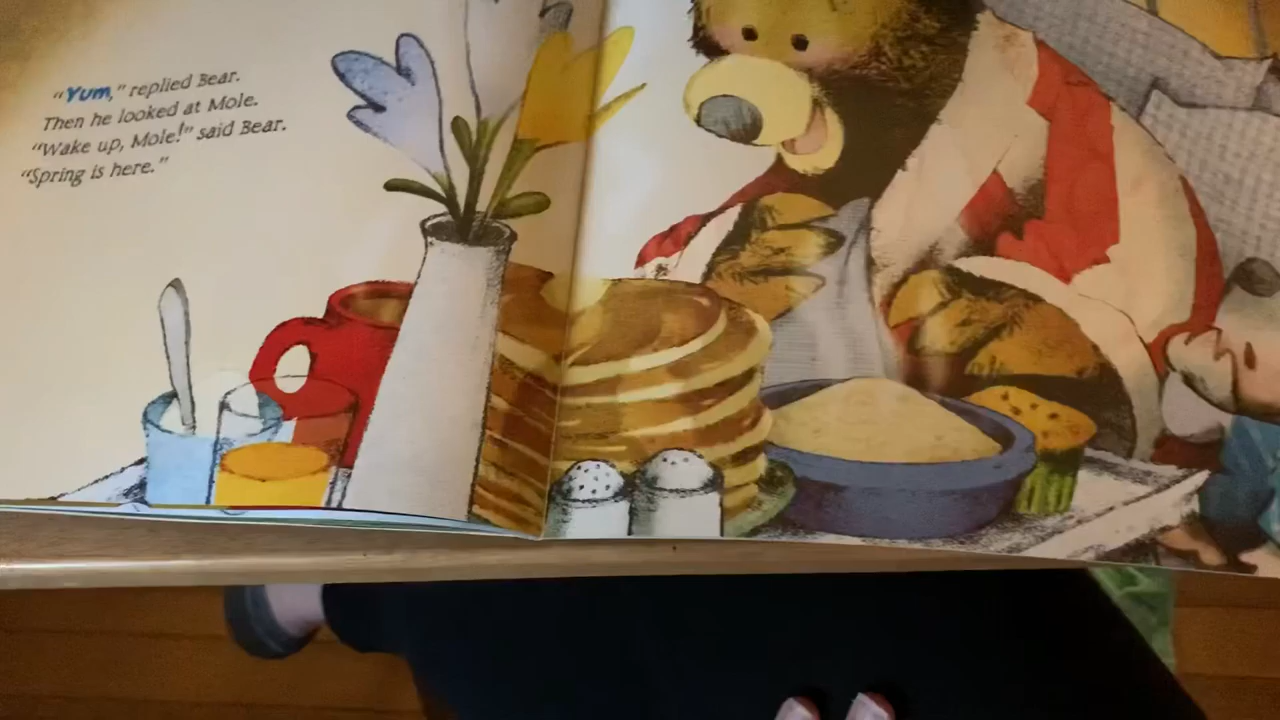 “Yum,” replied Bear.
Then he looked at Mole.
“Wake up, Mole!” said Bear.
“Spring is here.”